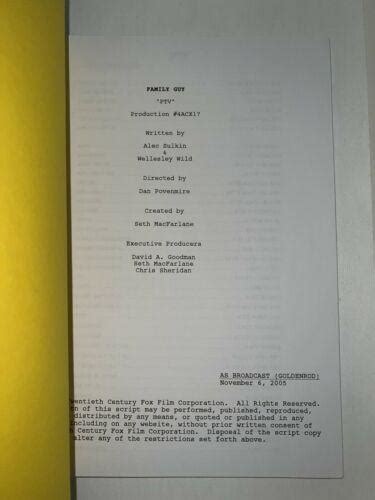 FAMILY GUY
"PTV"
Production #4ACX17
Written by
Alec Sulkin
&
Wellesley Wild
Directed by
Dan Povenmire
Created by
Seth MacFarlane
Executive Producers
David A. Goodman
Seth MacFarlane
Chris Sheridan
AS BROADCAST (GOLDENROD)
November 6, 2005
wentieth Century Fox Film Corporation. All Rights Reserved.
en of this script may be performed, published, reproduced,
distributed by any means, or quoted or published in any
including on any website, without prior written consent of
h Century Fox Film Corporation. Disposal of the script copy
alter any of the restrictions set forth above.